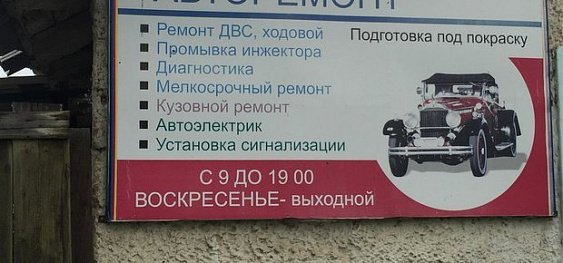 АВТОРЕМОНТ
Ремонт ДВС, ходовой
Подготовка под покраску
Промывка инжектора
Диагностика
Мелкосрочный ремонт
Кузовной ремонт
Автоэлектрик
Установка сигнализации
С 9 ДО 19 00
ВОСКРЕСЕНЬЕ- выходной